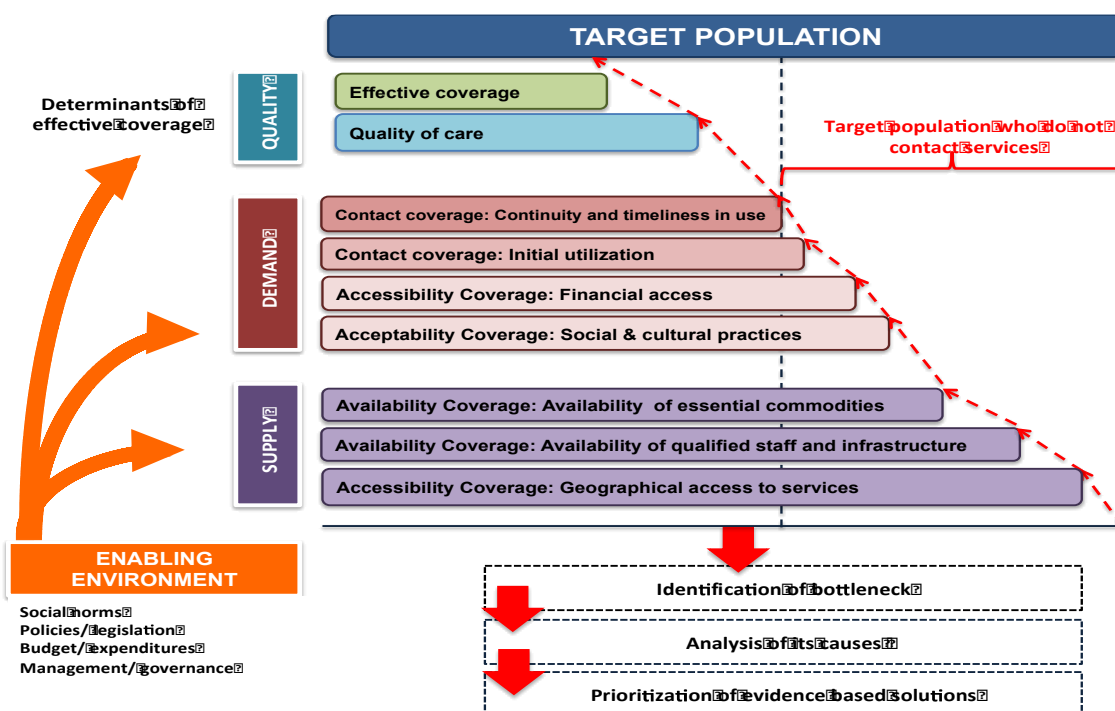 TARGET POPULATION
Determinants of
effective coverage
QUALITY
Effective coverage
Quality of care
Target population who do not
contact services
DEMAND
Contact coverage: Continuity and timeliness in use
Contact coverage: Initial utilization
Accessibility Coverage: Financial access
Acceptability Coverage: Social & cultural practices
SUPPLY
Availability Coverage: Availability of essential commodities
Availability Coverage: Availability of qualified staff and infrastructure
Accessibility Coverage: Geographical access to services
ENABLING
ENVIRONMENT
Social norms
Policies/ legislation
Budget/ expenditures
Management/ governance
Identification of bottleneck
Analysis of its causes
Prioritization of evidence based solutions